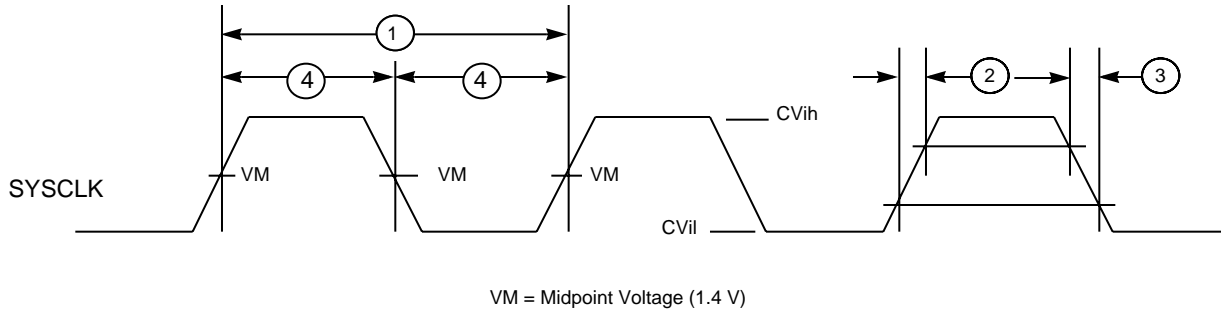 1
4
4
2
3
CVih
VM
VM
VM
SYSCLK
CVil
VM = Midpoint Voltage (1.4 V)